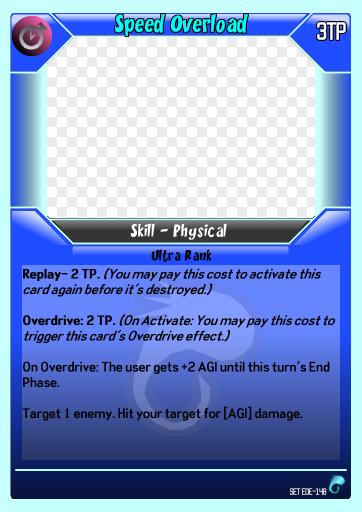 Speed Overload
3TP
Skill - Physical
Ultra Rank
Replay- 2 TP. (You may pay this cost to activate this
card again before it's destroyed.)
Overdrive: 2 TP. (On Activate: You may pay this cost to
trigger this card's Overdrive effect.)
On Overdrive: The user gets +2 AGI until this turn's End
Phase.
Target 1 enemy. Hit your target for [AGI] damage.
SET EOE-148